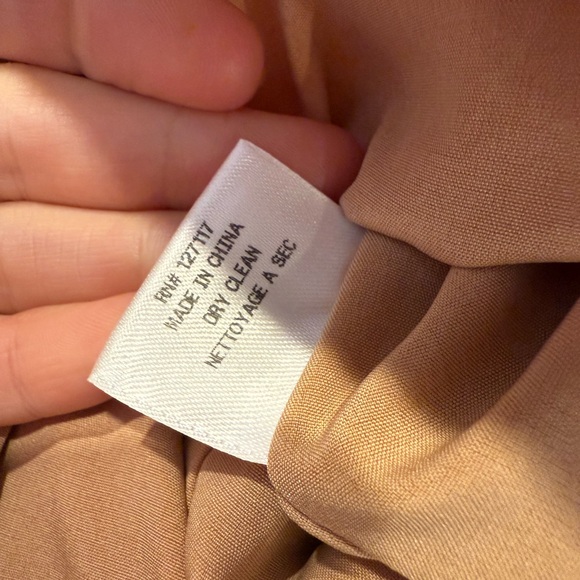 RN# 127117
MADE IN CHINA
DRY CLEAN
NETTOYAGE A SEC